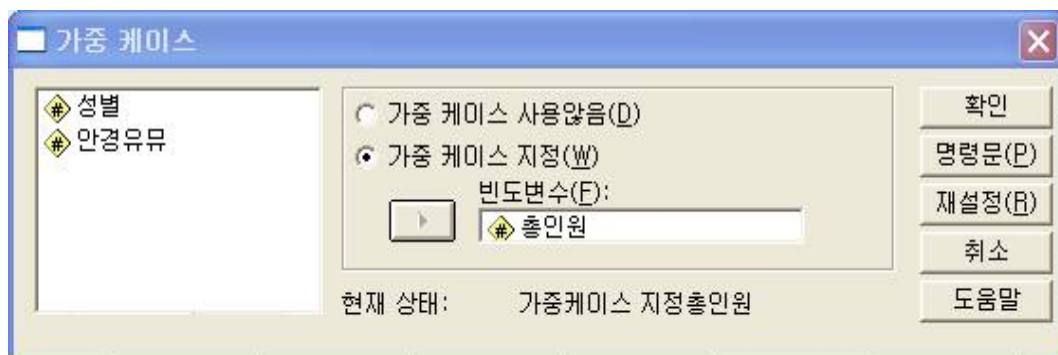 가중 케이스
성별
안경유뮤
가중 케이스 사용않음(D)
가중 케이스 지정(W)
빈도변수(F):
총인원
현재 상태: 가중케이스 지정총인원
확인
명령문(P)
재설정(R)
취소
도움말